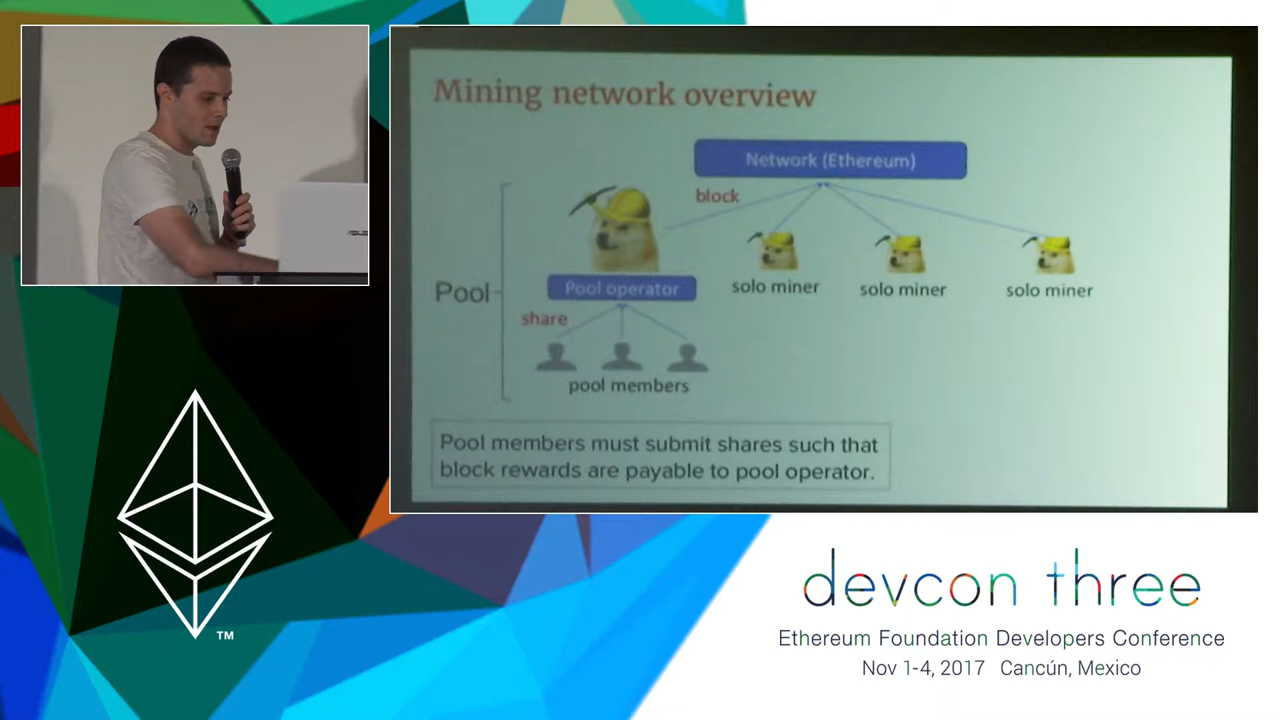 Mining network overview
Network (Ethereum)
block
Pool
Pool operator
solo miner
solo miner
solo miner
share
pool members
Pool members must submit shares such that
block rewards are payable to pool operator.
TM
devcon three
Ethereum Foundation Developers Conference
Nov 1-4, 2017 Cancún, Mexico